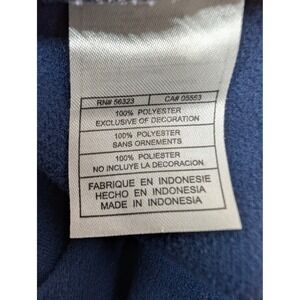 RN# 56323 CA# 05553
100% POLYESTER
EXCLUSIVE OF DECORATION
100% POLYESTER
SANS ORNEMENTS
100% POLIESTER
NO INCLUYE LA DECORACIÓN
FABRIQUE EN INDONESIE
HECHO EN INDONESIA
MADE IN INDONESIA